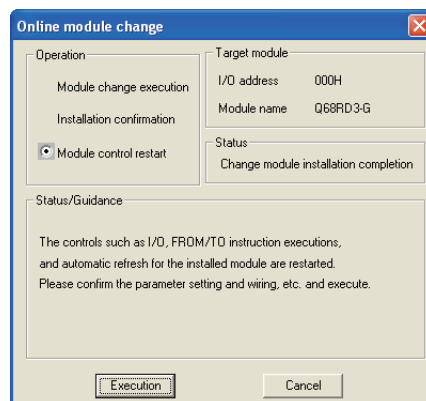 Online module change
Operation
Module change execution
Installation confirmation
Module control restart
Target module
I/O address 000H
Module name Q68RD3-G
Status
Change module installation completion
Status/Guidance
The controls such as I/O, FROM/TO instruction executions,
and automatic refresh for the installed module are restarted.
Please confirm the parameter setting and wiring, etc. and execute.
Execution Cancel